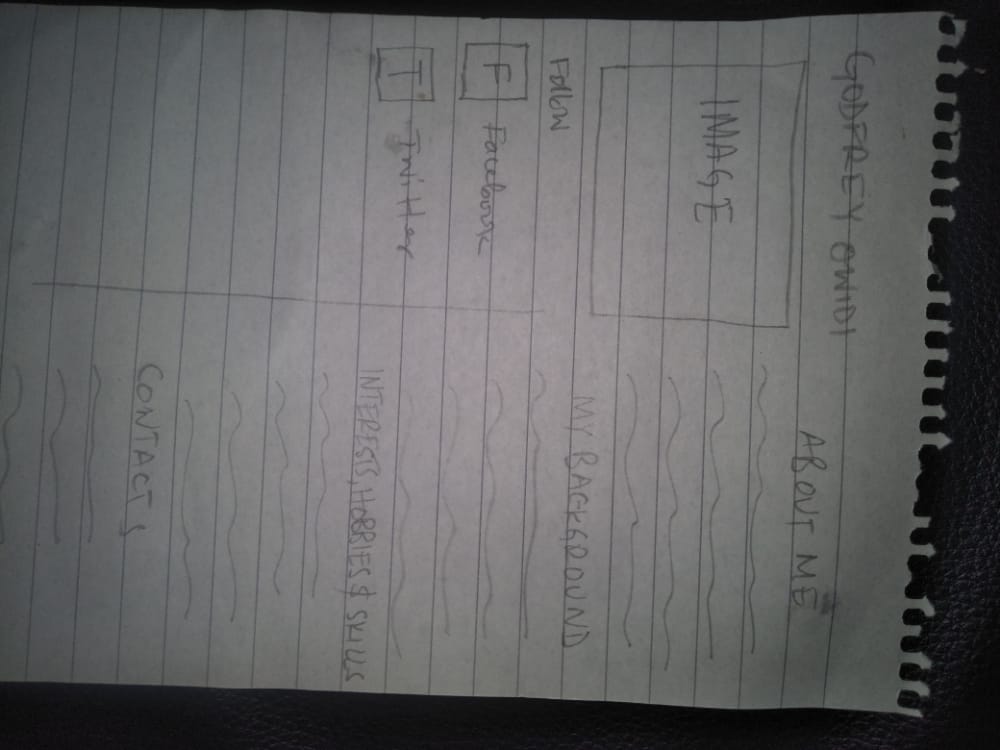 GODFREY OWIDI
IMAGE
Follow
F Facebook
T Twitter
ABOUT ME
MY BACKGROUND
INTERESTS, HOBBIES & SKILLS
CONTACTS